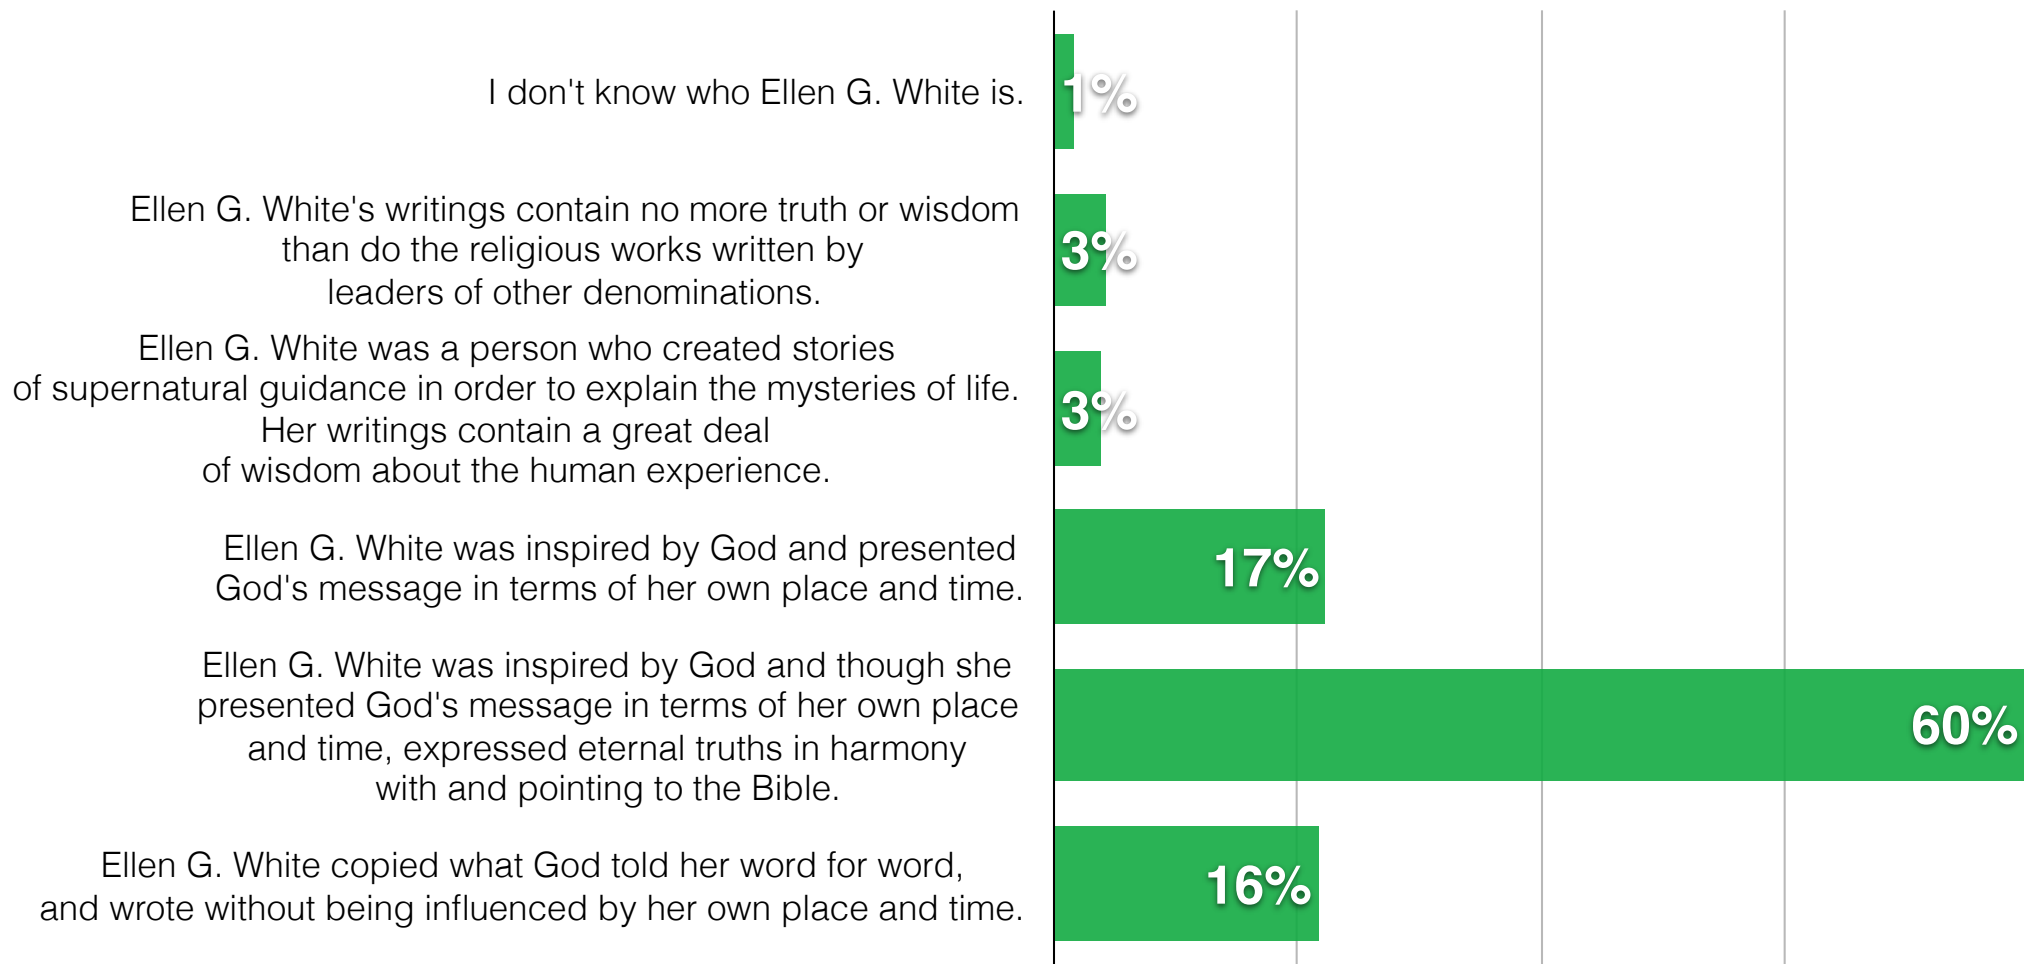 I don't know who Ellen G. White is.
1%
Ellen G. White's writings contain no more truth or wisdom
than do the religious works written by
leaders of other denominations.
3%
Ellen G. White was a person who created stories
of supernatural guidance in order to explain the mysteries of life.
Her writings contain a great deal
of wisdom about the human experience.
3%
Ellen G. White was inspired by God and presented
God's message in terms of her own place and time.
17%
Ellen G. White was inspired by God and though she
presented God's message in terms of her own place
and time, expressed eternal truths in harmony
with and pointing to the Bible.
60%
Ellen G. White copied what God told her word for word,
and wrote without being influenced by her own place and time.
16%